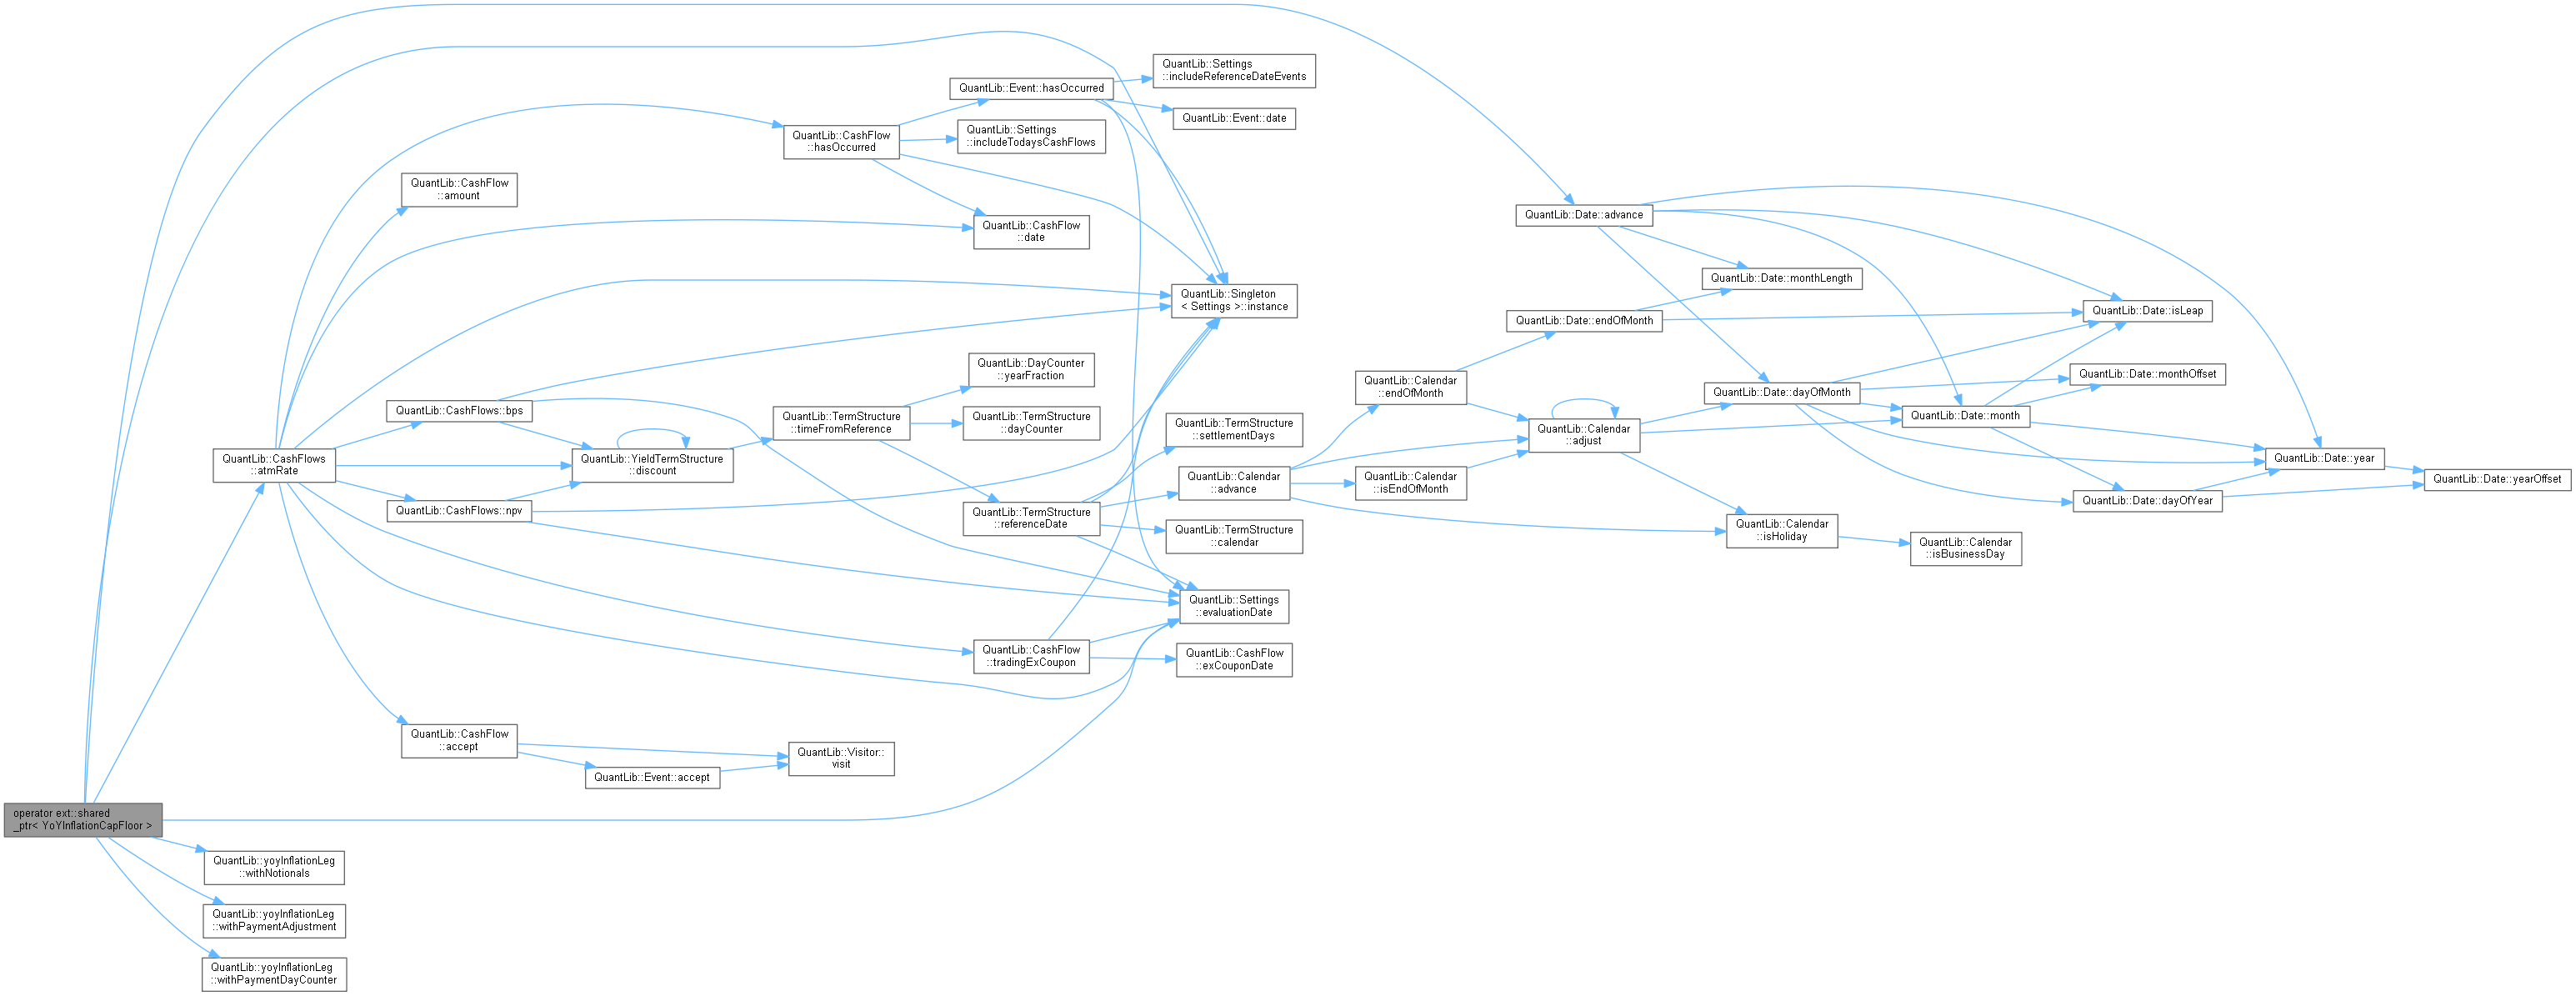 QuantLib::Settings
::includeReferenceDateEvents
QuantLib::Event::hasOccurred
QuantLib::Event::date
QuantLib::CashFlow
::hasOccurred
QuantLib::Settings
::includeTodaysCashFlows
QuantLib::CashFlow
::amount
QuantLib::CashFlow
::date
QuantLib::Date::advance
QuantLib::Date::monthLength
QuantLib::Singleton
< Settings >::instance
QuantLib::Date::isLeap
QuantLib::Date::endOfMonth
QuantLib::DayCounter
::yearFraction
QuantLib::Calendar
::endOfMonth
QuantLib::Date::monthOffset
QuantLib::Date::dayOfMonth
QuantLib::CashFlows::bps
QuantLib::TermStructure
::timeFromReference
QuantLib::TermStructure
::dayCounter
QuantLib::Date::month
QuantLib::TermStructure
::settlementDays
QuantLib::Calendar
::adjust
QuantLib::CashFlows
::atmRate
QuantLib::YieldTermStructure
::discount
QuantLib::Date::year
QuantLib::Calendar
::advance
QuantLib::Calendar
::isEndOfMonth
QuantLib::Date::yearOffset
QuantLib::Date::dayOfYear
QuantLib::CashFlows::npv
QuantLib::TermStructure
::referenceDate
QuantLib::Calendar
::isHoliday
QuantLib::TermStructure
::calendar
QuantLib::Calendar
::isBusinessDay
QuantLib::Settings
::evaluationDate
QuantLib::CashFlow
::tradingExCoupon
QuantLib::CashFlow
::exCouponDate
QuantLib::CashFlow
::accept
QuantLib::Visitor::
visit
QuantLib::Event::accept
operator ext::shared
_ptr< YoYInflationCapFloor >
QuantLib::yoyInflationLeg
::withNotionals
QuantLib::yoyInflationLeg
::withPaymentAdjustment
QuantLib::yoyInflationLeg
::withPaymentDayCounter